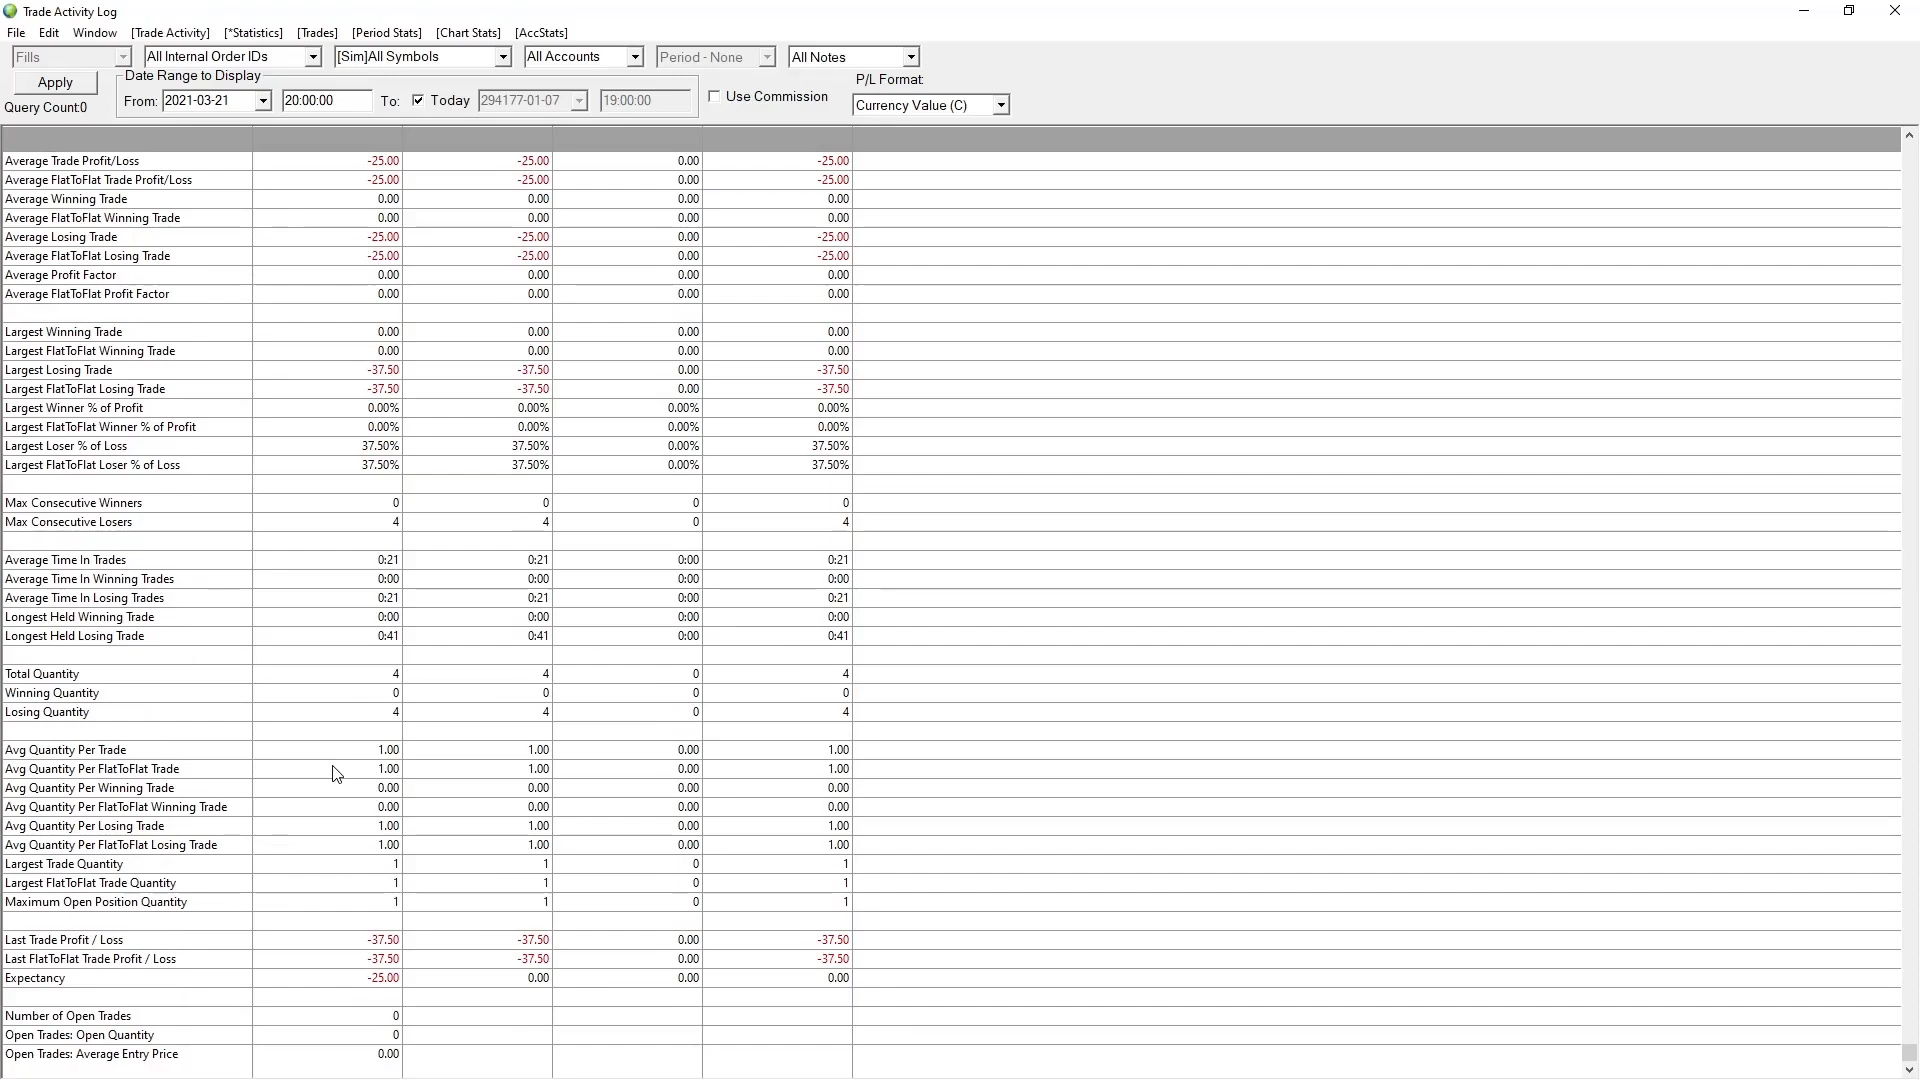 Trade Activity Log
File Edit Window [Trade Activity] [*Statistics] [Trades] [Period Stats] [Chart Stats] [AccStats]
Fills All Internal Order IDs [Sim]All Symbols All Accounts Period - None All Notes
Apply Date Range to Display P/L Format:
From: 2021-03-21 20:00:00 To: Today 294177-01-07 19:00:00 Use Commission Currency Value (C)
Query Count:0
Average Trade Profit/Loss -25.00 -25.00 0.00 -25.00
Average FlatToFlat Trade Profit/Loss -25.00 -25.00 0.00 -25.00
Average Winning Trade 0.00 0.00 0.00 0.00
Average FlatToFlat Winning Trade 0.00 0.00 0.00 0.00
Average Losing Trade -25.00 -25.00 0.00 -25.00
Average FlatToFlat Losing Trade -25.00 -25.00 0.00 -25.00
Average Profit Factor 0.00 0.00 0.00 0.00
Average FlatToFlat Profit Factor 0.00 0.00 0.00 0.00
Largest Winning Trade 0.00 0.00 0.00 0.00
Largest FlatToFlat Winning Trade 0.00 0.00 0.00 0.00
Largest Losing Trade -37.50 -37.50 0.00 -37.50
Largest FlatToFlat Losing Trade -37.50 -37.50 0.00 -37.50
Largest Winner % of Profit 0.00% 0.00% 0.00% 0.00%
Largest FlatToFlat Winner % of Profit 0.00% 0.00% 0.00% 0.00%
Largest Loser % of Loss 37.50% 37.50% 0.00% 37.50%
Largest FlatToFlat Loser % of Loss 37.50% 37.50% 0.00% 37.50%
Max Consecutive Winners 0 0 0 0
Max Consecutive Losers 4 4 0 4
Average Time In Trades 0:21 0:21 0:00 0:21
Average Time In Winning Trades 0:00 0:00 0:00 0:00
Average Time In Losing Trades 0:21 0:21 0:00 0:21
Longest Held Winning Trade 0:00 0:00 0:00 0:00
Longest Held Losing Trade 0:41 0:41 0:00 0:41
Total Quantity 4 4 0 4
Winning Quantity 0 0 0 0
Losing Quantity 4 4 0 4
Avg Quantity Per Trade 1.00 1.00 0.00 1.00
Avg Quantity Per FlatToFlat Trade 1.00 1.00 0.00 1.00
Avg Quantity Per Winning Trade 0.00 0.00 0.00 0.00
Avg Quantity Per FlatToFlat Winning Trade 0.00 0.00 0.00 0.00
Avg Quantity Per Losing Trade 1.00 1.00 0.00 1.00
Avg Quantity Per FlatToFlat Losing Trade 1.00 1.00 0.00 1.00
Largest Trade Quantity 1 1 0 1
Largest FlatToFlat Trade Quantity 1 1 0 1
Maximum Open Position Quantity 1 1 0 1
Last Trade Profit / Loss -37.50 -37.50 0.00 -37.50
Last FlatToFlat Trade Profit / Loss -37.50 -37.50 0.00 -37.50
Expectancy -25.00 0.00 0.00 0.00
Number of Open Trades 0
Open Trades: Open Quantity 0
Open Trades: Average Entry Price 0.00